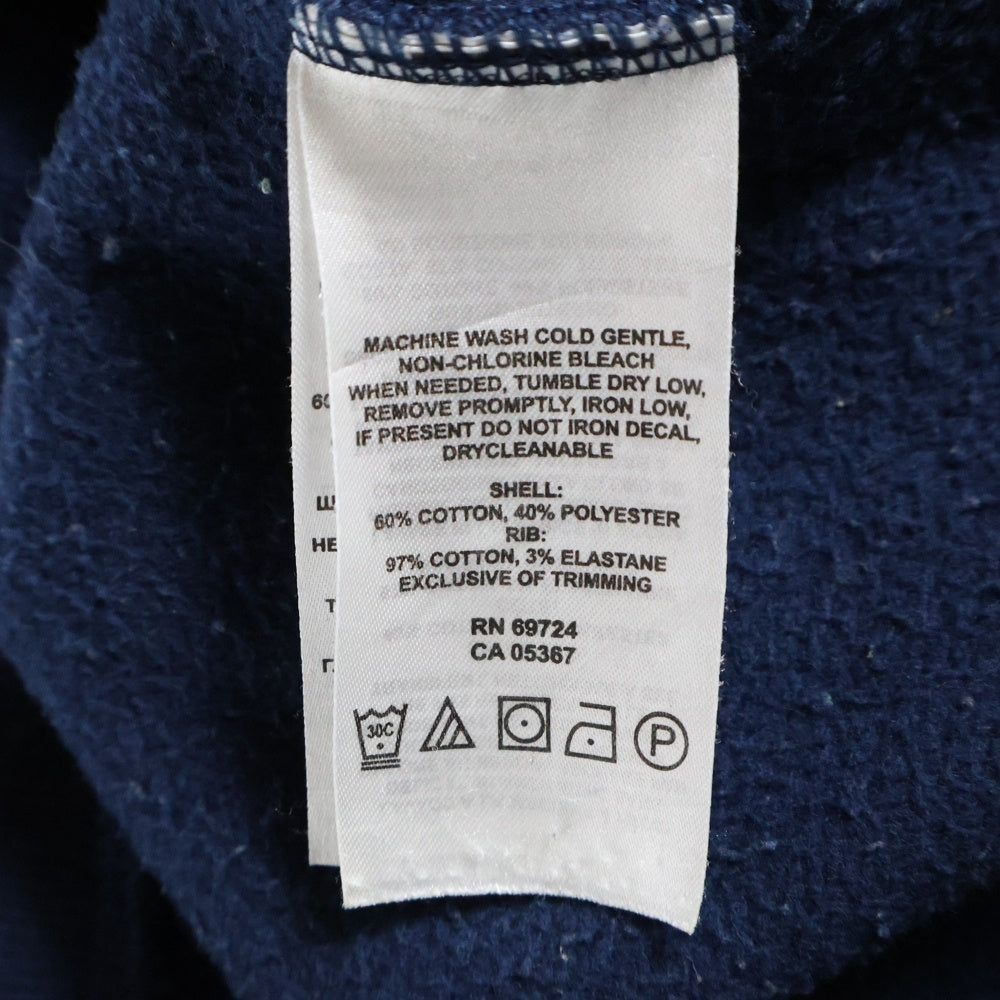 MACHINE WASH COLD GENTLE,
NON-CHLORINE BLEACH
WHEN NEEDED, TUMBLE DRY LOW,
REMOVE PROMPTLY, IRON LOW,
IF PRESENT DO NOT IRON DECAL,
DRYCLEANABLE
SHELL:
60% COTTON, 40% POLYESTER
RIB:
97% COTTON, 3% ELASTANE
EXCLUSIVE OF TRIMMING
RN 69724
CA 05367
30C
P